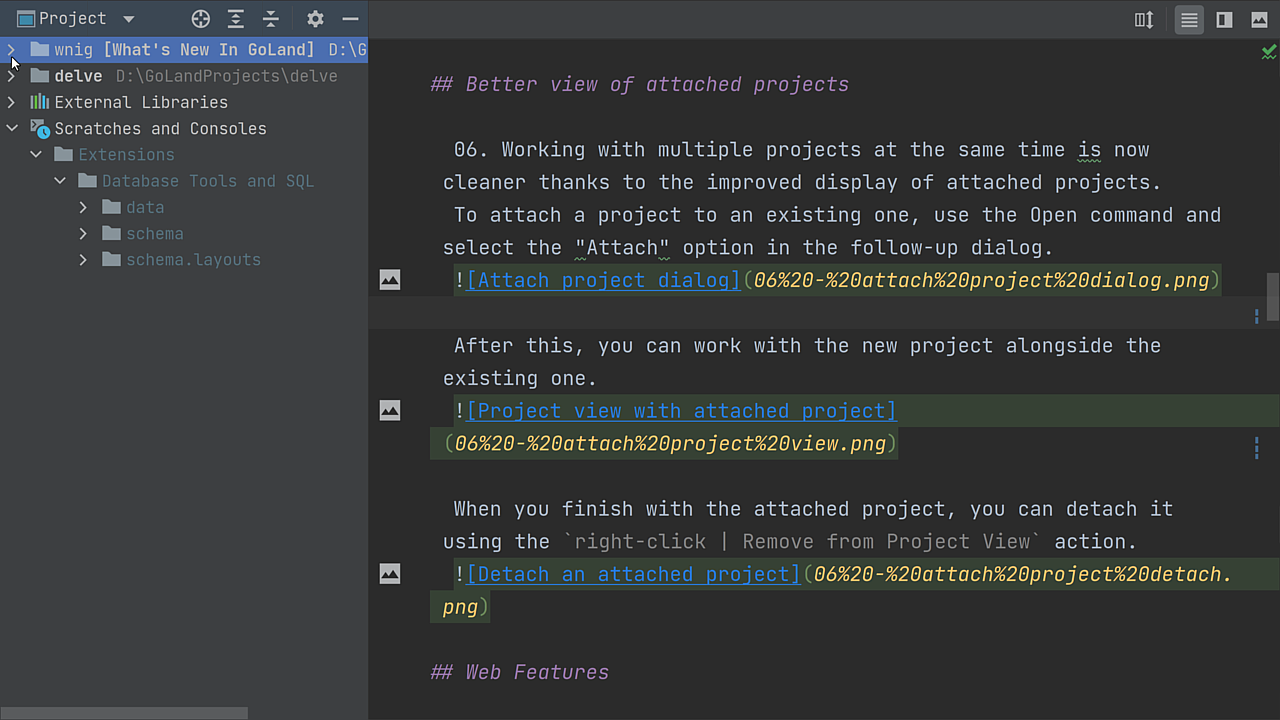 Project
wnig [What's New In GoLand] D:\G
delve D:\GoLandProjects\delve
External Libraries
Scratches and Consoles
Extensions
Database Tools and SQL
data
schema
schema.layouts
## Better view of attached projects
06. Working with multiple projects at the same time is now
cleaner thanks to the improved display of attached projects.
To attach a project to an existing one, use the Open command and
select the "Attach" option in the follow-up dialog.
![Attach project dialog](06%20-%20attach%20project%20dialog.png)
After this, you can work with the new project alongside the
existing one.
![Project view with attached project]
(06%20-%20attach%20project%20view.png)
When you finish with the attached project, you can detach it
using the `right-click | Remove from Project View` action.
![Detach an attached project](06%20-%20attach%20project%20detach.
png)
## Web Features